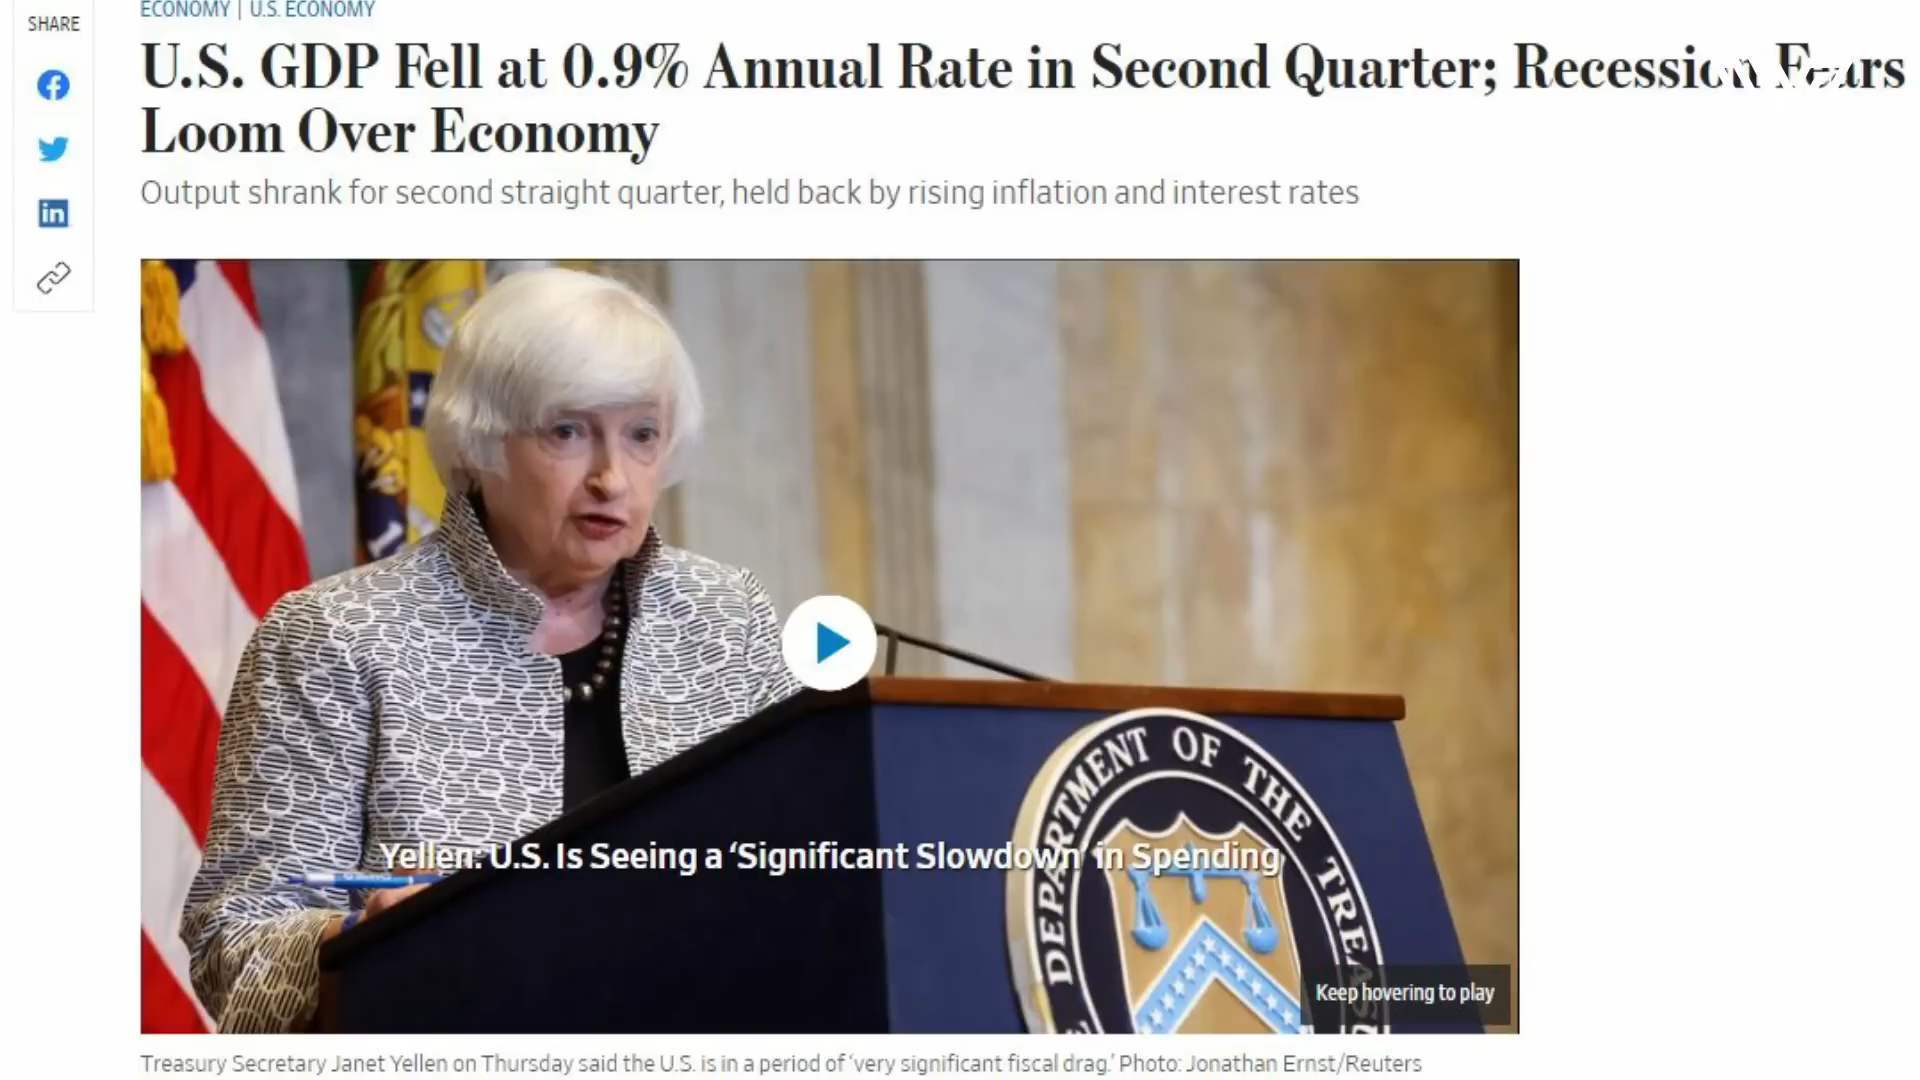 ECONOMY | U.S. ECONOMY
SHARE
U.S. GDP Fell at 0.9% Annual Rate in Second Quarter; Recession Fears
Loom Over Economy
Output shrank for second straight quarter, held back by rising inflation and interest rates
in
DEPARTMENT OF THE TREAS
Yellen: U.S. Is Seeing a ‘Significant Slowdown’ in Spending
Keep hovering to play
Treasury Secretary Janet Yellen on Thursday said the U.S. is in a period of ‘very significant fiscal drag.’ Photo: Jonathan Ernst/Reuters